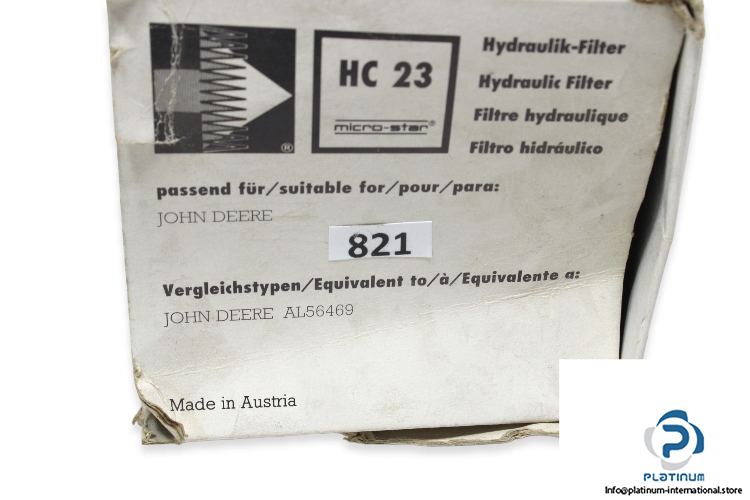 HC 23
micro-star®
®
Hydraulik-Filter
Hydraulic Filter
Filtre hydraulique
Filtro hidráulico
passend für/suitable for/pour/para:
JOHN DEERE
821
Vergleichstypen/Equivalent to/à/Equivalente a:
JOHN DEERE AL56469
Made in Austria
PLATINUM
Info@platinum-international.store